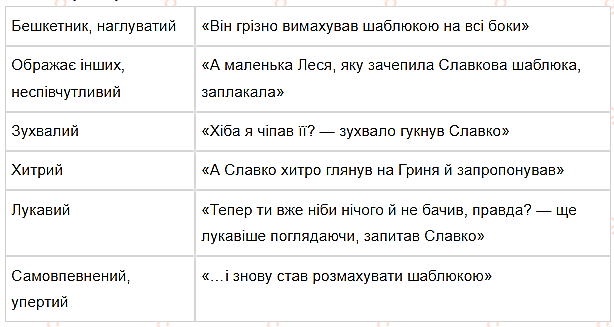 Бешкетник, наглуватий
«Він грізно вимахував шаблюкою на всі боки»
Ображає інших,
неспівчутливий
«А маленька Леся, яку зачепила Славкова шаблюка,
заплакала»
Зухвалий
«Хіба я чіпав її? — зухвало гукнув Славко»
Хитрий
«А Славко хитро глянув на Гриня й запропонував»
Лукавий
«Тепер ти вже ніби нічого й не бачив, правда? — ще
лукавіше поглядаючи, запитав Славко»
Самовпевнений,
упертий
«…і знову став розмахувати шаблюкою»